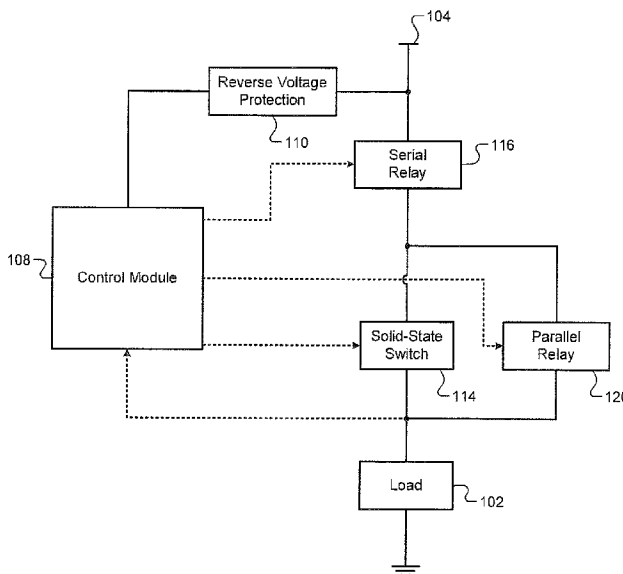 104
Reverse Voltage
Protection
110
Serial
Relay
116
108
Control Module
Solid-State
Switch
114
Parallel
Relay
120
Load
102